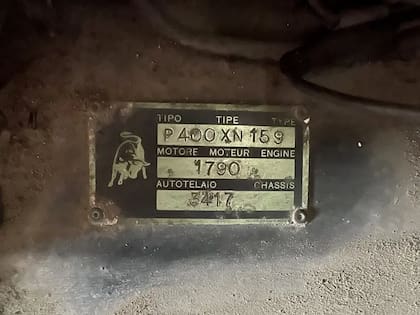 TIPO TIPE TYPE
P400XN159
MOTORE MOTEUR ENGINE
1790
AUTOTELAIO CHASSIS
3417